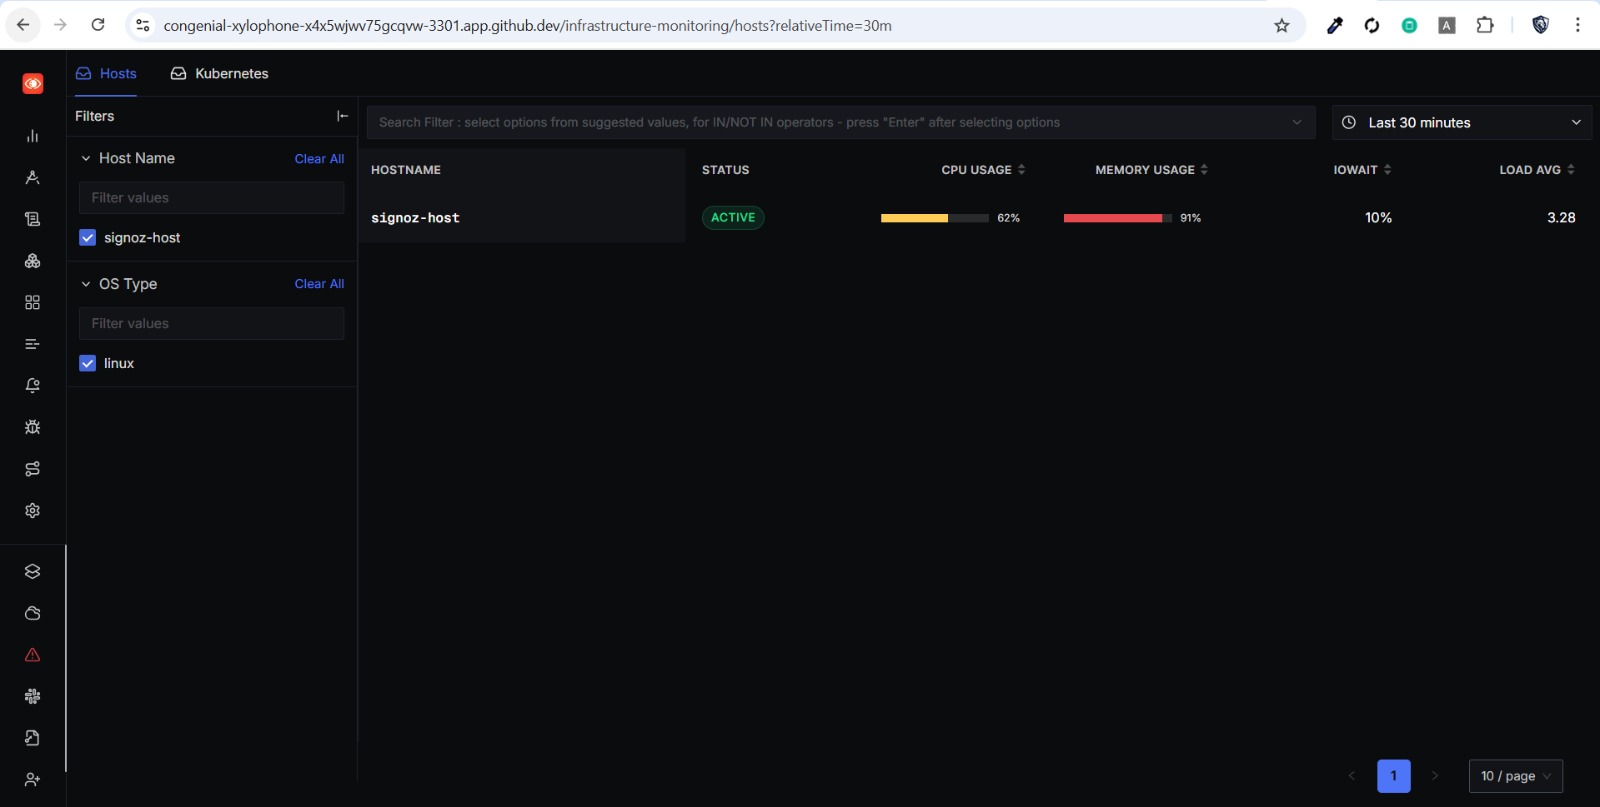 congenial-xylophone-x4x5wjwv75gcqvw-3301.app.github.dev/infrastructure-monitoring/hosts?relativeTime=30m
A
Hosts
Kubernetes
Filters
Search Filter : select options from suggested values, for IN/NOT IN operators - press "Enter" after selecting options
Last 30 minutes
Host Name
Clear All
Filter values
signoz-host
OS Type
Clear All
Filter values
linux
HOSTNAME STATUS CPU USAGE MEMORY USAGE IOWAIT LOAD AVG
signoz-host ACTIVE 62% 91% 10% 3.28
1
10 / page